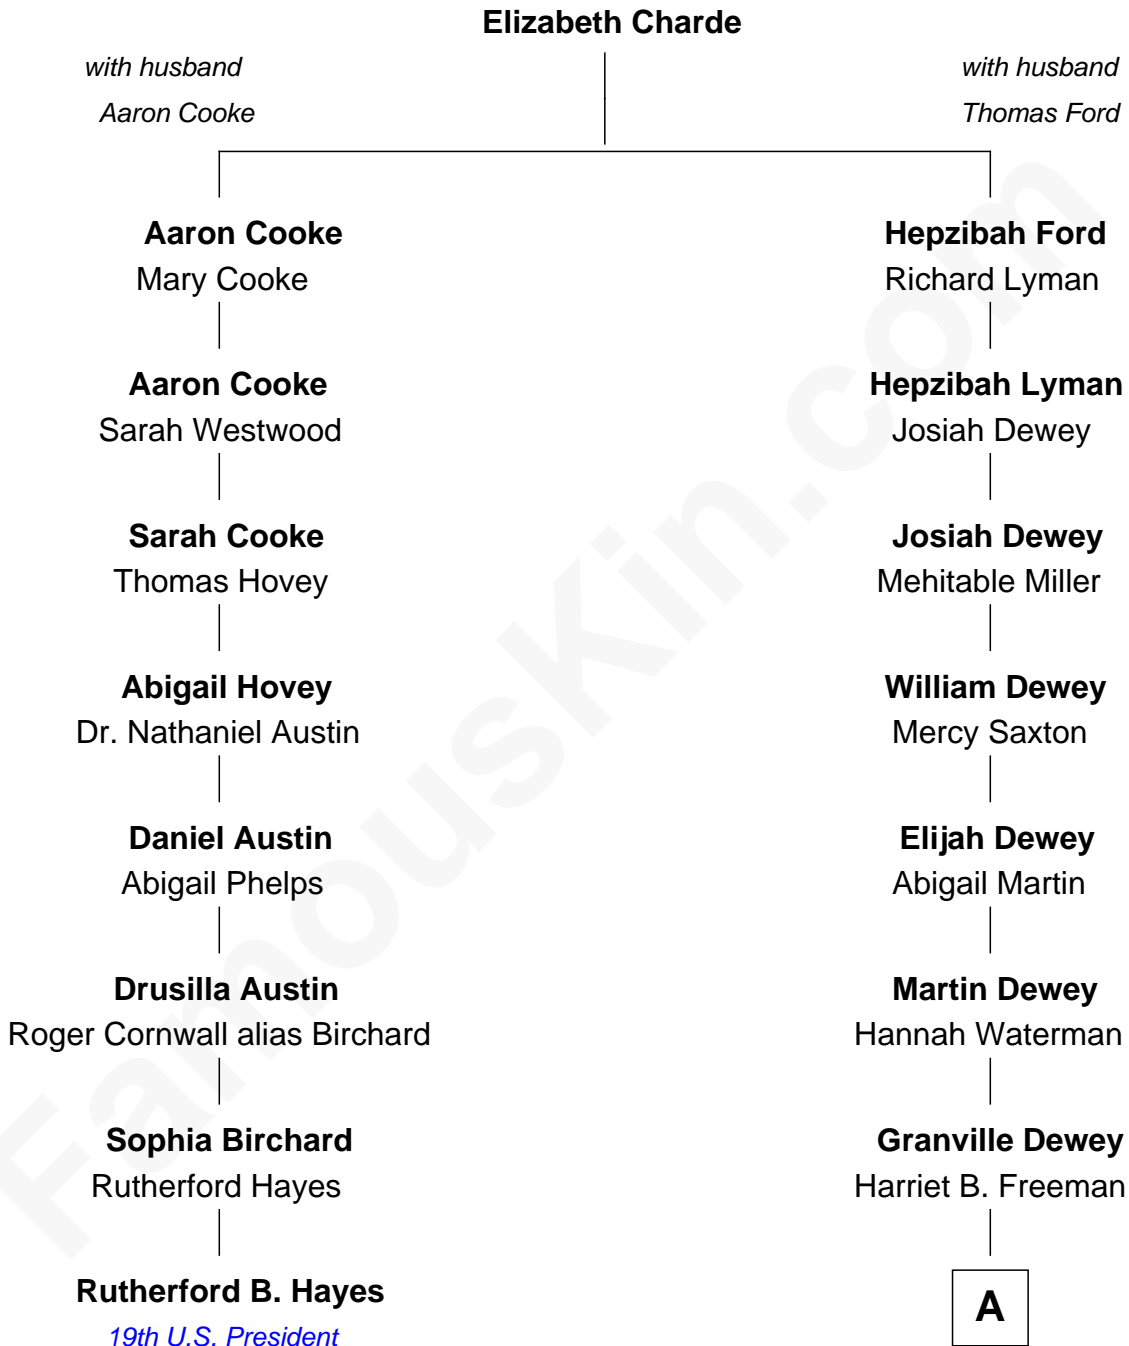 Elizabeth Charde
with husband
Aaron Cooke
with husband
Thomas Ford
Aaron Cooke
Mary Cooke
Hepzibah Ford
Richard Lyman
Aaron Cooke
Sarah Westwood
Hepzibah Lyman
Josiah Dewey
Sarah Cooke
Thomas Hovey
Josiah Dewey
Mehitable Miller
Abigail Hovey
Dr. Nathaniel Austin
William Dewey
Mercy Saxton
Daniel Austin
Abigail Phelps
Elijah Dewey
Abigail Martin
Drusilla Austin
Roger Cornwall alias Birchard
Martin Dewey
Hannah Waterman
Sophia Birchard
Rutherford Hayes
Granville Dewey
Harriet B. Freeman
Rutherford B. Hayes
19th U.S. President
A
FamousKin.com